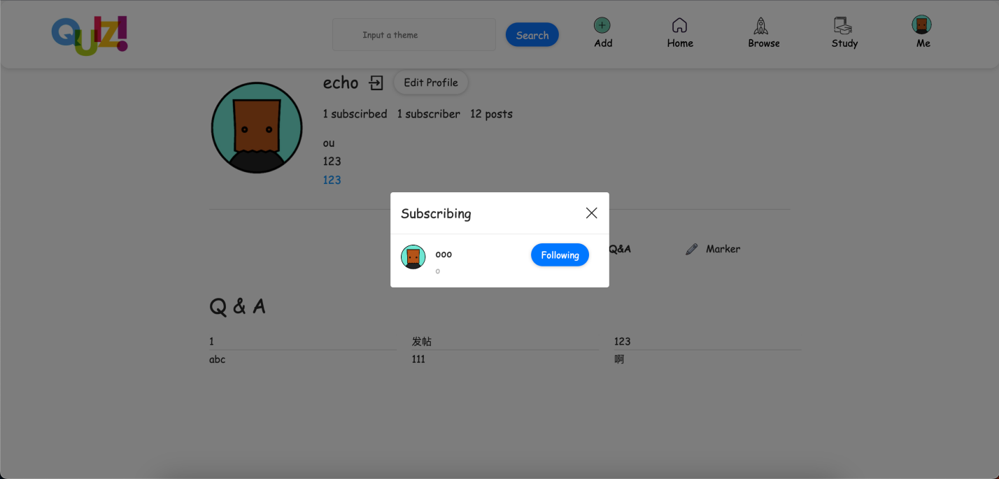 QUIZ!
Input a theme
Search
Add
Home
Browse
Study
Me
echo
Edit Profile
1 subscirbed 1 subscriber 12 posts
ou
123
123
Subscribing
ooo
o
Following
Q&A
Marker
Q & A
1
abc
发帖
111
123
啊